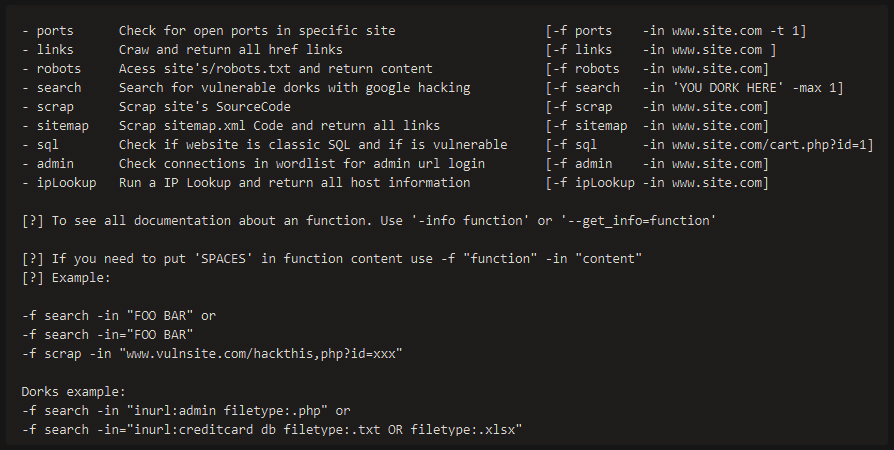 - ports      Check for open ports in specific site                    [-f ports    -in www.site.com -t 1]
- links      Craw and return all href links                           [-f links    -in www.site.com ]
- robots     Acess site's/robots.txt and return content               [-f robots   -in www.site.com]
- search     Search for vulnerable dorks with google hacking          [-f search   -in 'YOU DORK HERE' -max 1]
- scrap      Scrap site's SourceCode                                  [-f scrap    -in www.site.com]
- sitemap    Scrap sitemap.xml Code and return all links              [-f sitemap  -in www.site.com]
- sql        Check if website is classic SQL and if is vulnerable     [-f sql      -in www.site.com/cart.php?id=1]
- admin      Check connections in wordlist for admin url login        [-f admin    -in www.site.com]
- ipLookup   Run a IP Lookup and return all host information          [-f ipLookup -in www.site.com]
[?] To see all documentation about an function. Use '-info function' or '--get_info=function'
[?] If you need to put 'SPACES' in function content use -f "function" -in "content"
[?] Example:
-f search -in "FOO BAR" or
-f search -in="FOO BAR"
-f scrap -in "www.vulnsite.com/hackthis,php?id=xxx"
Dorks example:
-f search -in "inurl:admin filetype:.php" or
-f search -in="inurl:creditcard db filetype:.txt OR filetype:.xlsx"